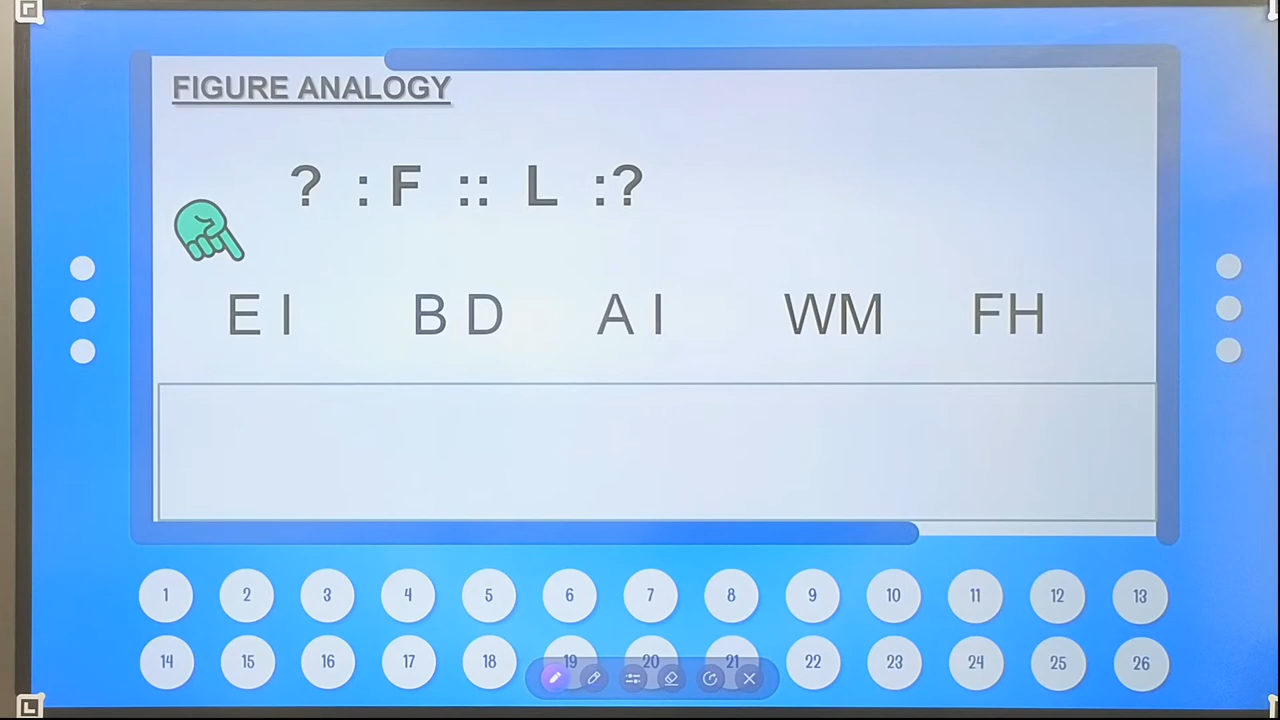 FIGURE ANALOGY
? : F :: L :?
E I B D A I WM FH
1 2 3 4 5 6 7 8 9 10 11 12 13
14 15 16 17 18 19 20 21 22 23 24 25 26